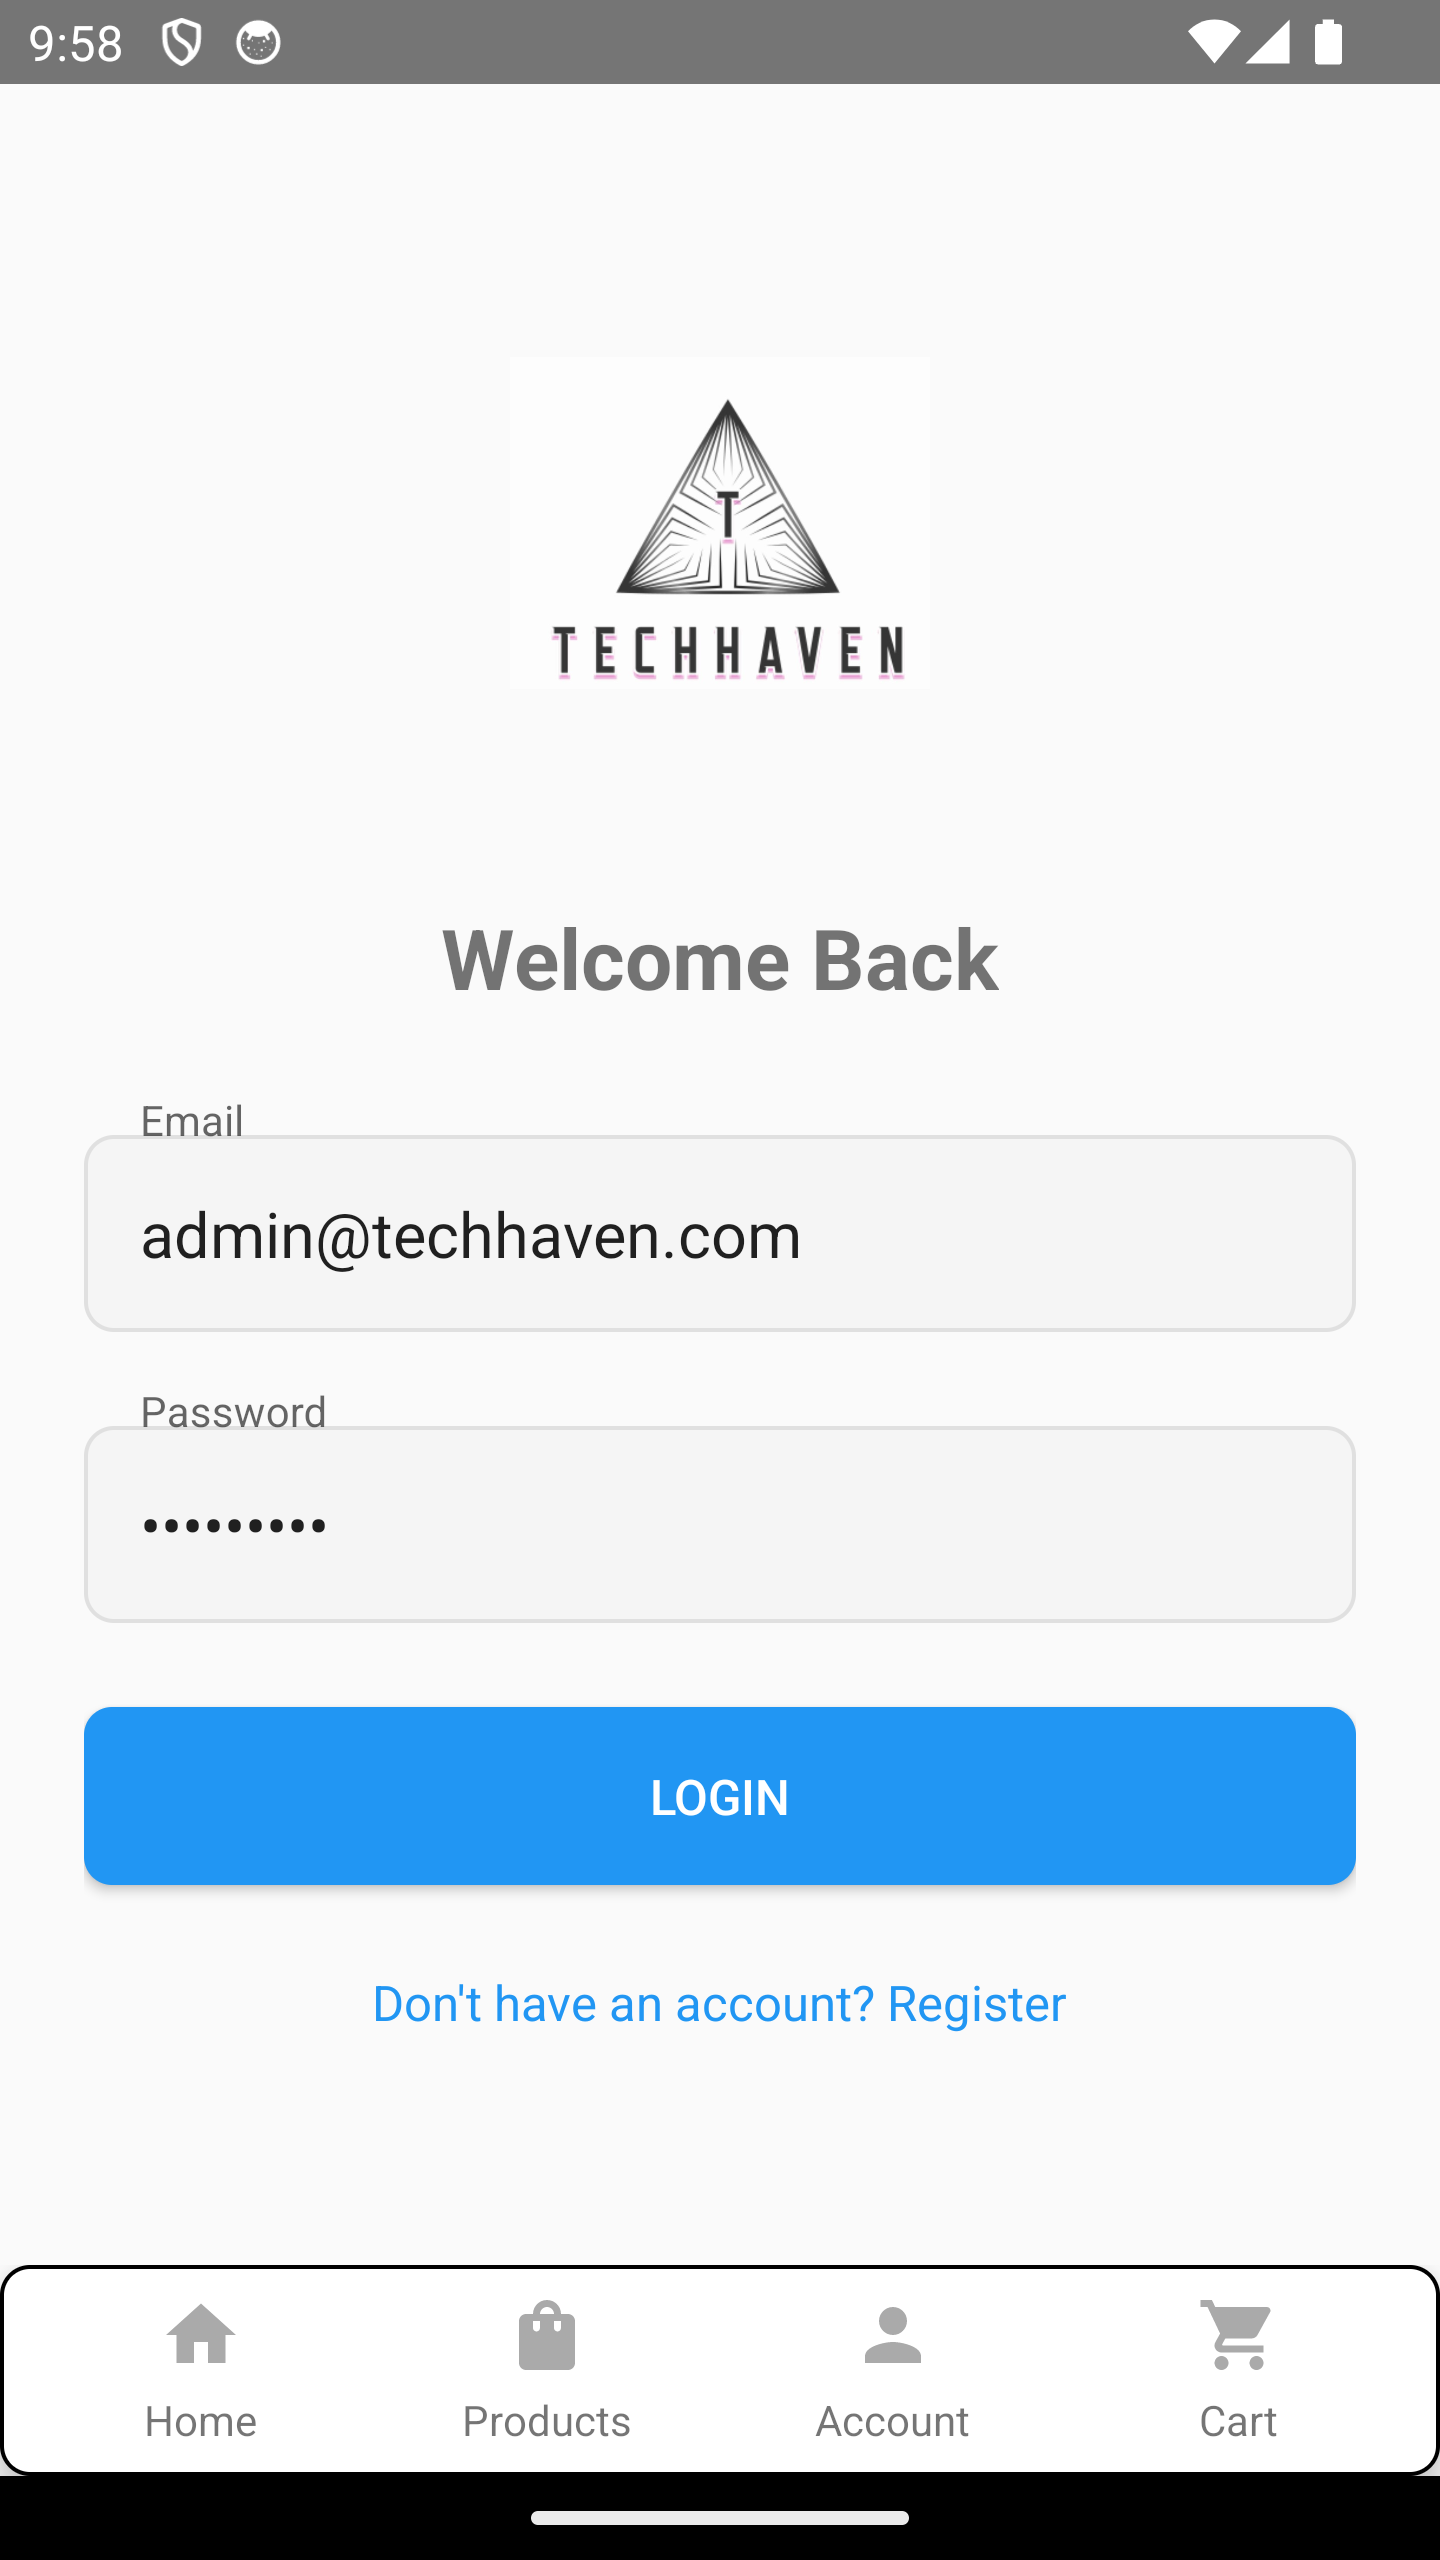 9:58
T
TECHHAVEN
Welcome Back
Email
admin@techhaven.com
Password
•••••••••
LOGIN
Don't have an account? Register
Home Products Account Cart